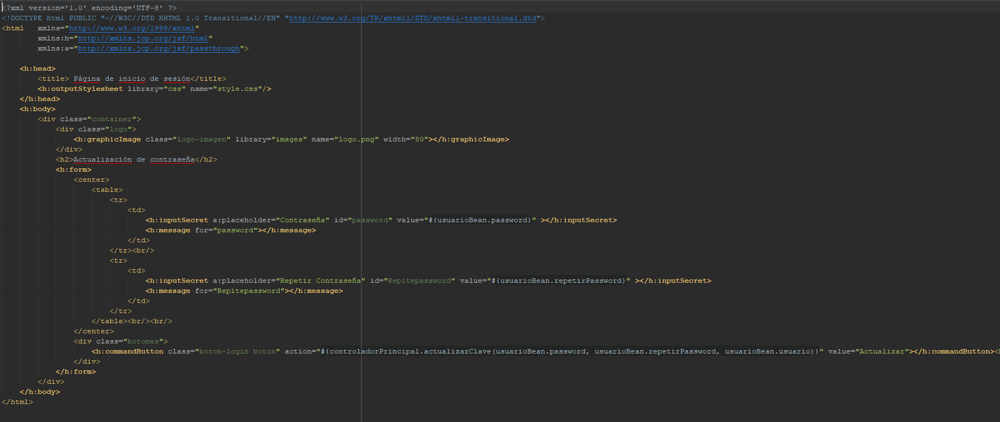 <?xml version='1.0' encoding='UTF-8' ?>
<!DOCTYPE html PUBLIC "-//W3C//DTD XHTML 1.0 Transitional//EN" "http://www.w3.org/TR/xhtml1/DTD/xhtml1-transitional.dtd">
<html   xmlns="http://www.w3.org/1999/xhtml"
        xmlns:h="http://xmlns.jcp.org/jsf/html"
        xmlns:a="http://xmlns.jcp.org/jsf/passthrough">

    <h:head>
        <title> Página de inicio de sesión</title>
        <h:outputStylesheet library="css" name="style.css"/>
    </h:head>
    <h:body>
        <div class="container">
            <div class="logo">
                <h:graphicImage class="logo-imagen" library="images" name="logo.png" width="80"></h:graphicImage>
            </div>
            <h2>Actualización de contraseña</h2>
            <h:form>
                <center>
                    <table>
                        <tr>
                            <td>
                                <h:inputSecret a:placeholder="Contraseña" id="password" value="#{usuarioBean.password}" ></h:inputSecret>
                                <h:message for="password"></h:message>
                            </td>
                        </tr><br/>
                        <tr>
                            <td>
                                <h:inputSecret a:placeholder="Repetir Contraseña" id="Repitepassword" value="#{usuarioBean.repetirPassword}" ></h:inputSecret>
                                <h:message for="Repitepassword"></h:message>
                            </td>
                        </tr>
                    </table><br/><br/>
                </center>
                <div class="botones">
                    <h:commandButton class="boton-login boton" action="#{controladorPrincipal.actualizarClave(usuarioBean.password, usuarioBean.repetirPassword, usuarioBean.usuario)}" value="Actualizar"></h:commandButton><
                </div>
            </h:form>
        </div>
    </h:body>
</html>